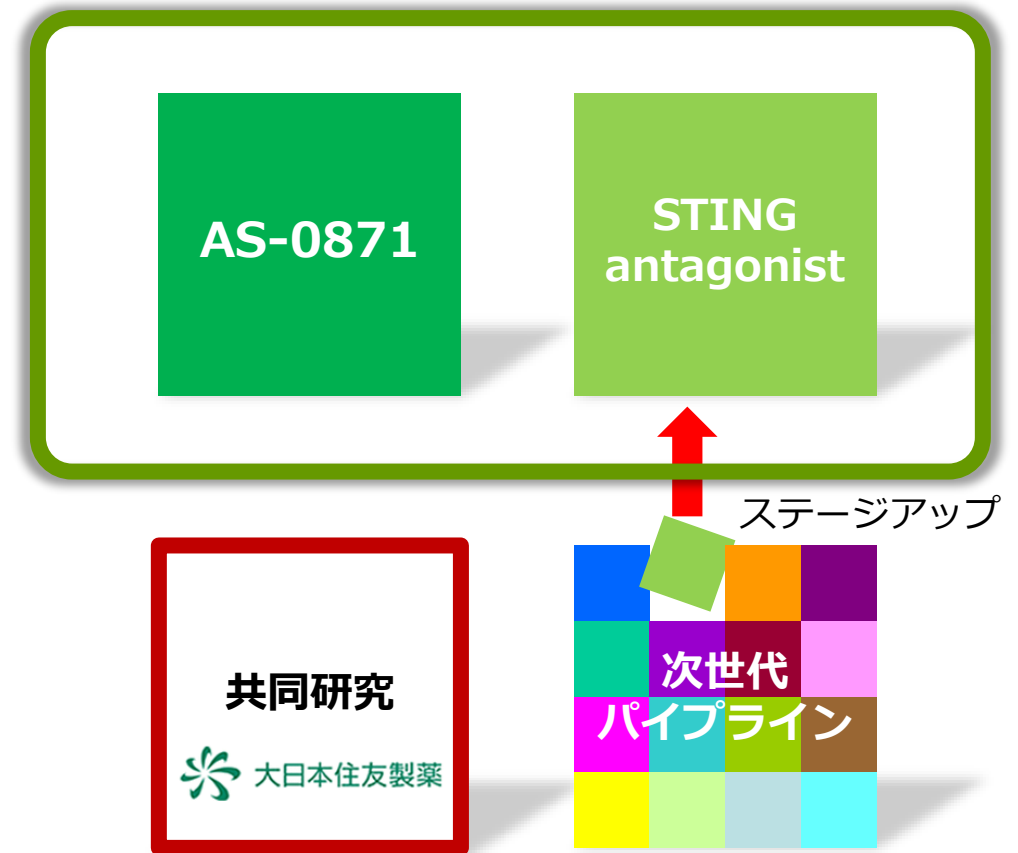 AS-0871
STING
antagonist
ステージアップ
共同研究
大日本住友製薬
次世代
パイプライン